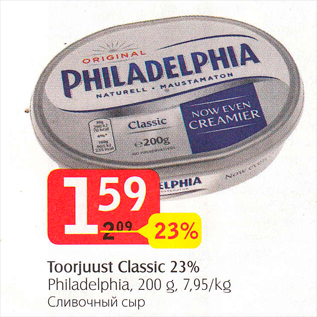 ORIGINAL
PHILADELPHIA
NATURELL • MAUSTAMATON
Classic
e200g
NOW EVEN
CREAMIER
ELPHIA
1 59
2 09
23%
Toorjuust Classic 23%
Philadelphia, 200 g, 7,95/kg
Сливочный сыр